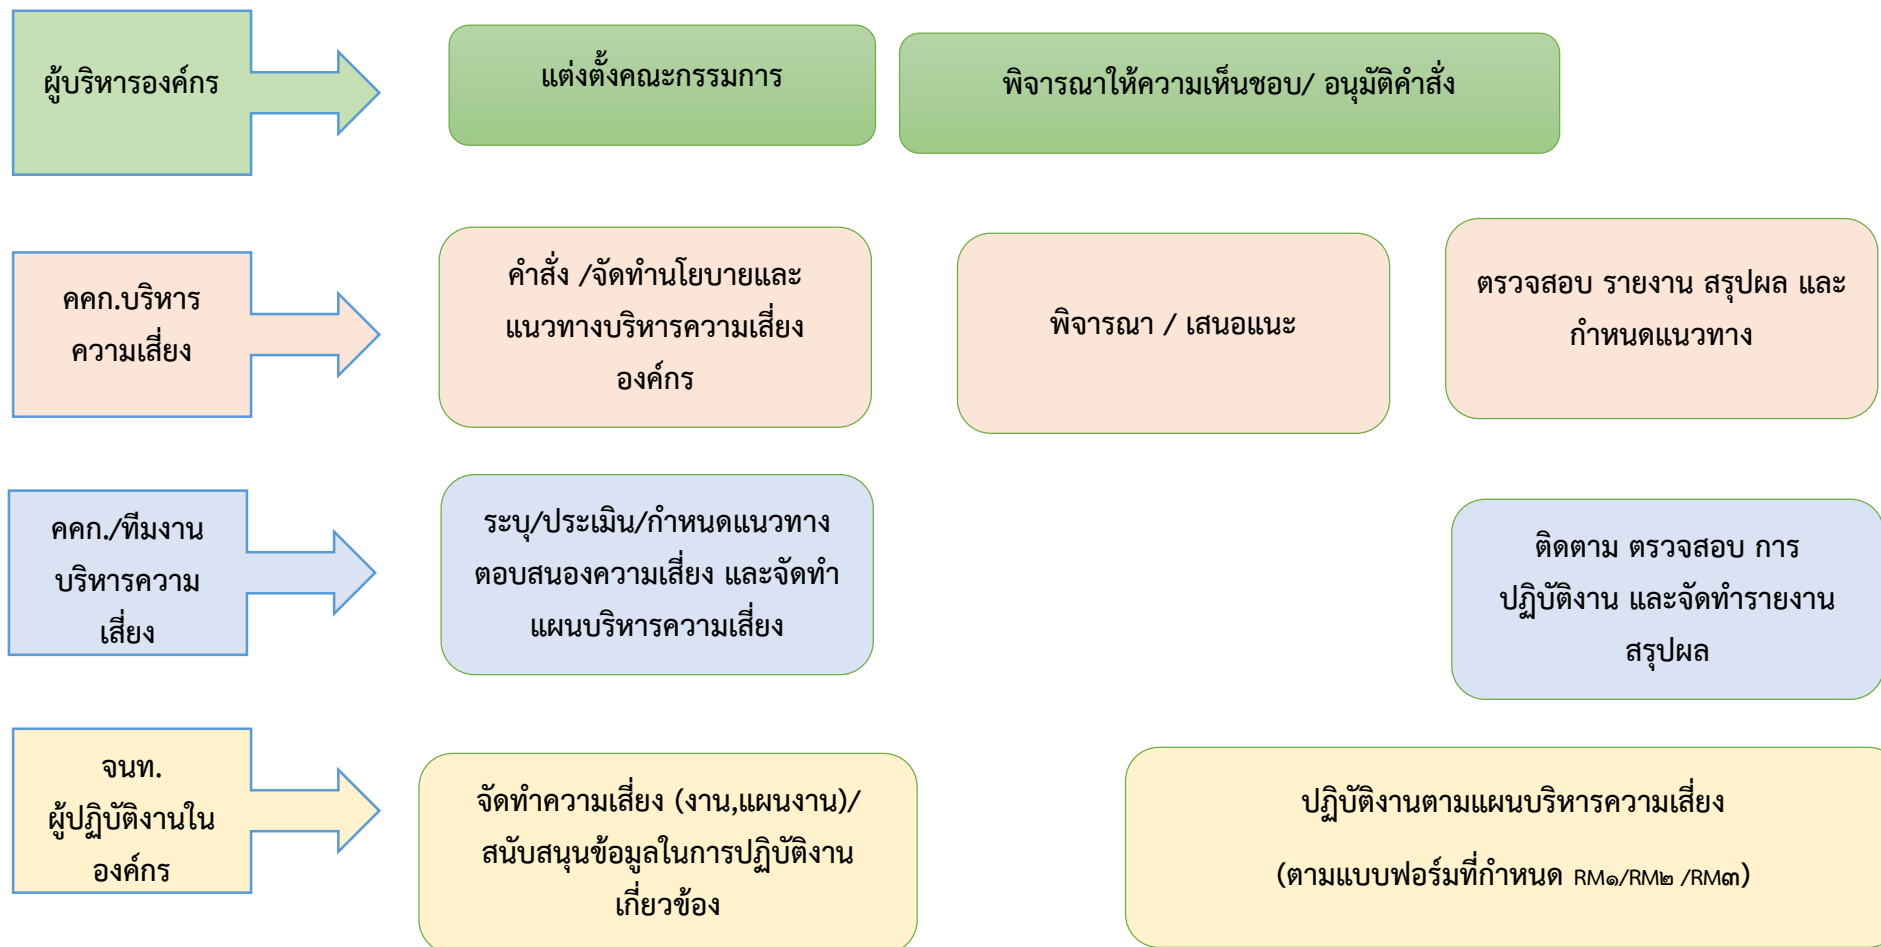 ผู้บริหารองค์กร
แต่งตั้งคณะกรรมการ
พิจารณาให้ความเห็นชอบ/ อนุมัติคำสั่ง
คคก.บริหาร
ความเสี่ยง
คำสั่ง /จัดทำนโยบายและ
แนวทางบริหารความเสี่ยง
องค์กร
พิจารณา / เสนอแนะ
ตรวจสอบ รายงาน สรุปผล และ
กำหนดแนวทาง
คคก./ทีมงาน
บริหารความ
เสี่ยง
ระบุ/ประเมิน/กำหนดแนวทาง
ตอบสนองความเสี่ยง และจัดทำ
แผนบริหารความเสี่ยง
ติดตาม ตรวจสอบ การ
ปฏิบัติงาน และจัดทำรายงาน
สรุปผล
จนท.
ผู้ปฏิบัติงานใน
องค์กร
จัดทำความเสี่ยง (งาน,แผนงาน)/
สนับสนุนข้อมูลในการปฏิบัติงาน
เกี่ยวข้อง
ปฏิบัติงานตามแผนบริหารความเสี่ยง
(ตามแบบฟอร์มที่กำหนด RM๑/RM๒ /RM๓)